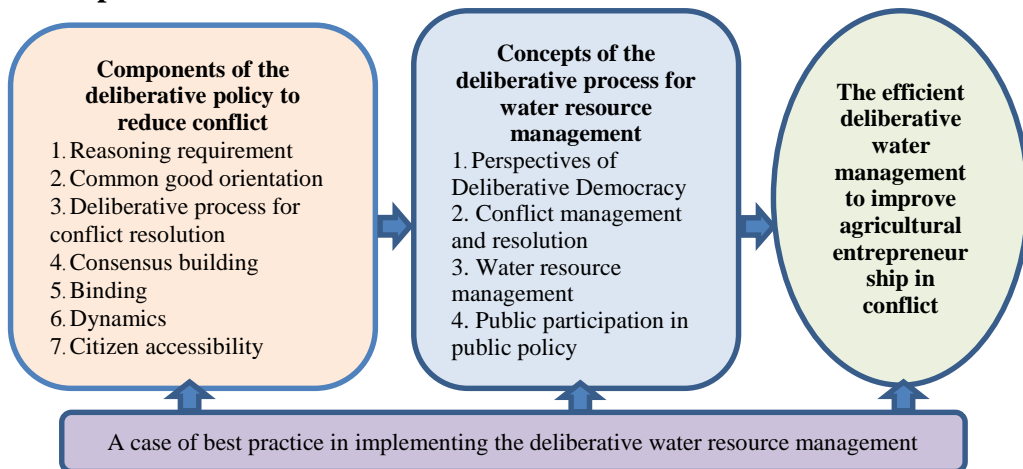 Components of the
deliberative policy to
reduce conflict
1. Reasoning requirement
2. Common good orientation
3. Deliberative process for
conflict resolution
4. Consensus building
5. Binding
6. Dynamics
7. Citizen accessibility
Concepts of the
deliberative process for
water resource
management
1. Perspectives of
Deliberative Democracy
2. Conflict management
and resolution
3. Water resource
management
4. Public participation in
public policy
The efficient
deliberative
water
management
to improve
agricultural
entrepreneur
ship in
conflict
A case of best practice in implementing the deliberative water resource management